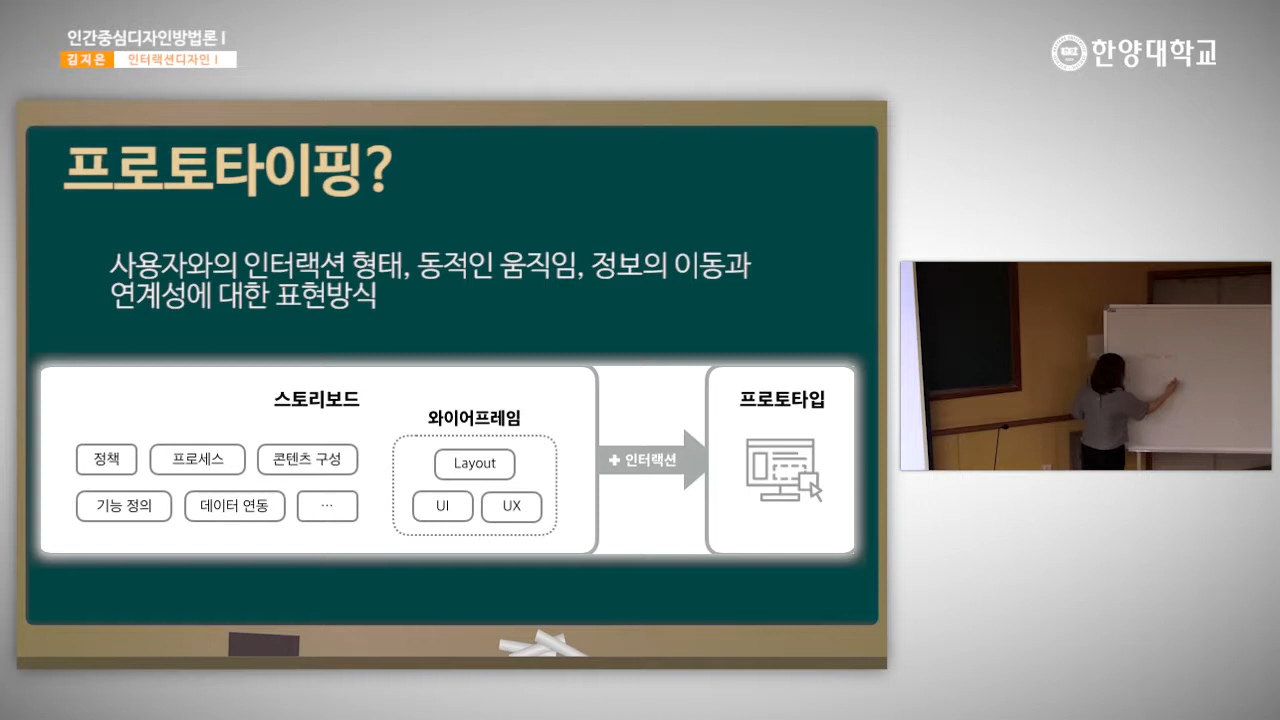 인간중심디자인방법론 I
김지은 인터랙션디자인 I
한양대학교
프로토타이핑?
사용자와의 인터랙션 형태, 동적인 움직임, 정보의 이동과
연계성에 대한 표현방식
스토리보드
와이어프레임
정책 프로세스 콘텐츠 구성
기능 정의 데이터 연동 ...
Layout
UI UX
+ 인터랙션
프로토타입